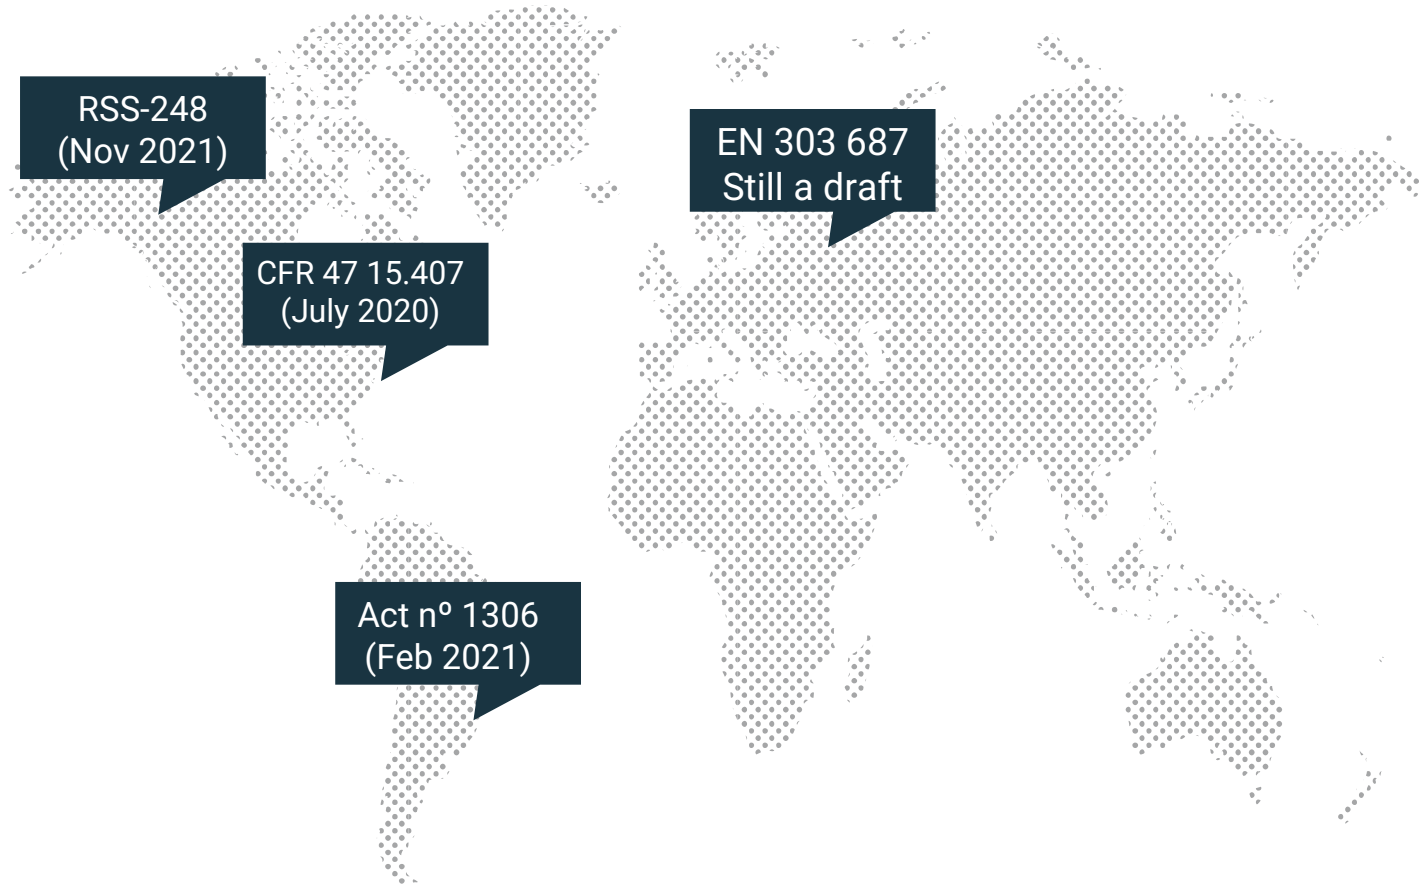 RSS-248
(Nov 2021)
EN 303 687
Still a draft
CFR 47 15.407
(July 2020)
Act nº 1306
(Feb 2021)